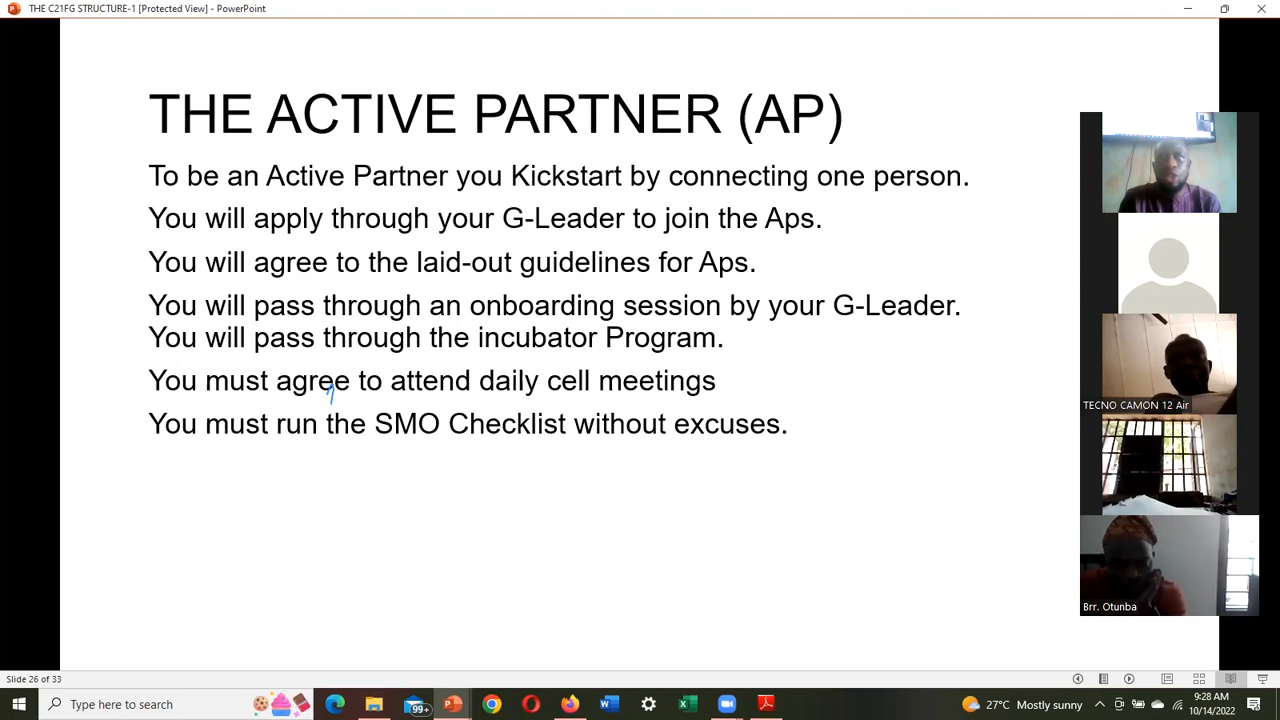 THE C21FG STRUCTURE-1 [Protected View] - PowerPoint
THE ACTIVE PARTNER (AP)
To be an Active Partner you Kickstart by connecting one person.
You will apply through your G-Leader to join the Aps.
You will agree to the laid-out guidelines for Aps.
You will pass through an onboarding session by your G-Leader.
You will pass through the incubator Program.
You must agree to attend daily cell meetings
You must run the SMO Checklist without excuses.
TECNO CAMON 12 Air
Brr. Otunba
Slide 26 of 33
Type here to search
99+
27°C Mostly sunny
9:28 AM
10/14/2022